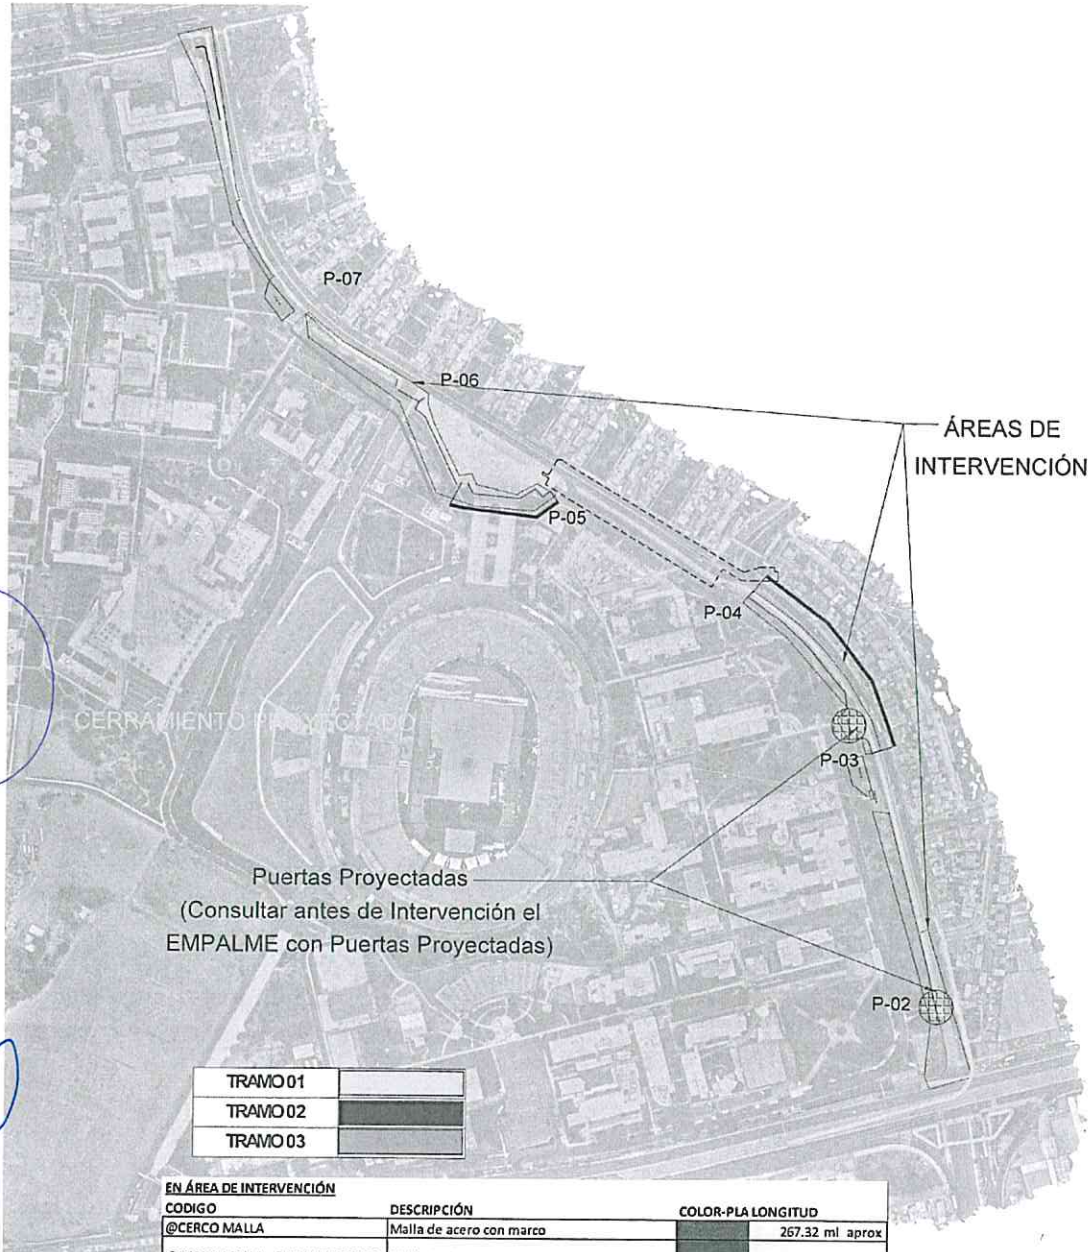 P-07
P-06
ÁREAS DE
INTERVENCIÓN
P-05
P-04
CERRAMIENTO PROYECTADO
P-03
Puertas Proyectadas
(Consultar antes de Intervención el
EMPALME con Puertas Proyectadas)
P-02
TRAMO 01
TRAMO 02
TRAMO 03
EN ÁREA DE INTERVENCIÓN
CODIGO DESCRIPCIÓN COLOR-PLA LONGITUD
@CERCO MALLA Malla de acero con marco 267.32 ml aprox